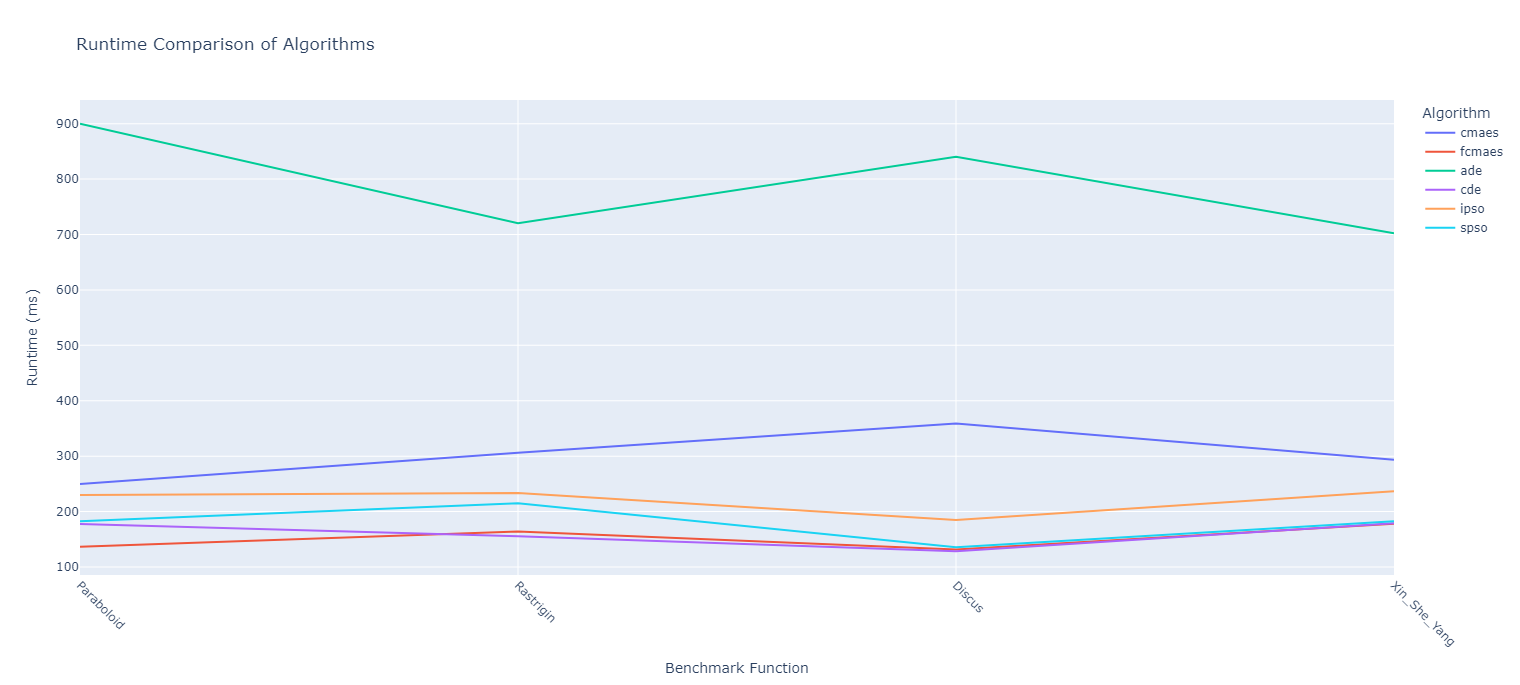 Runtime Comparison of Algorithms
Runtime (ms)
900
800
700
600
500
400
300
200
100
Paraboloid
Rastrigin
Discus
Xin_She_Yang
Benchmark Function
Algorithm
cmaes
fcmaes
ade
cde
ipso
spso